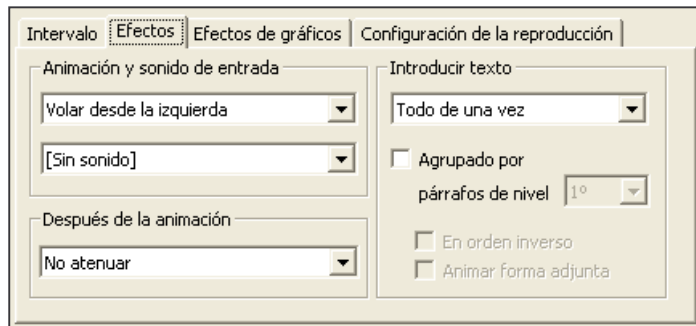 Intervalo Efectos Efectos de gráficos Configuración de la reproducción
Animación y sonido de entrada
Volar desde la izquierda
[Sin sonido]
Después de la animación
No atenuar
Introducir texto
Todo de una vez
Agrupado por
párrafos de nivel 1º
En orden inverso
Animar forma adjunta